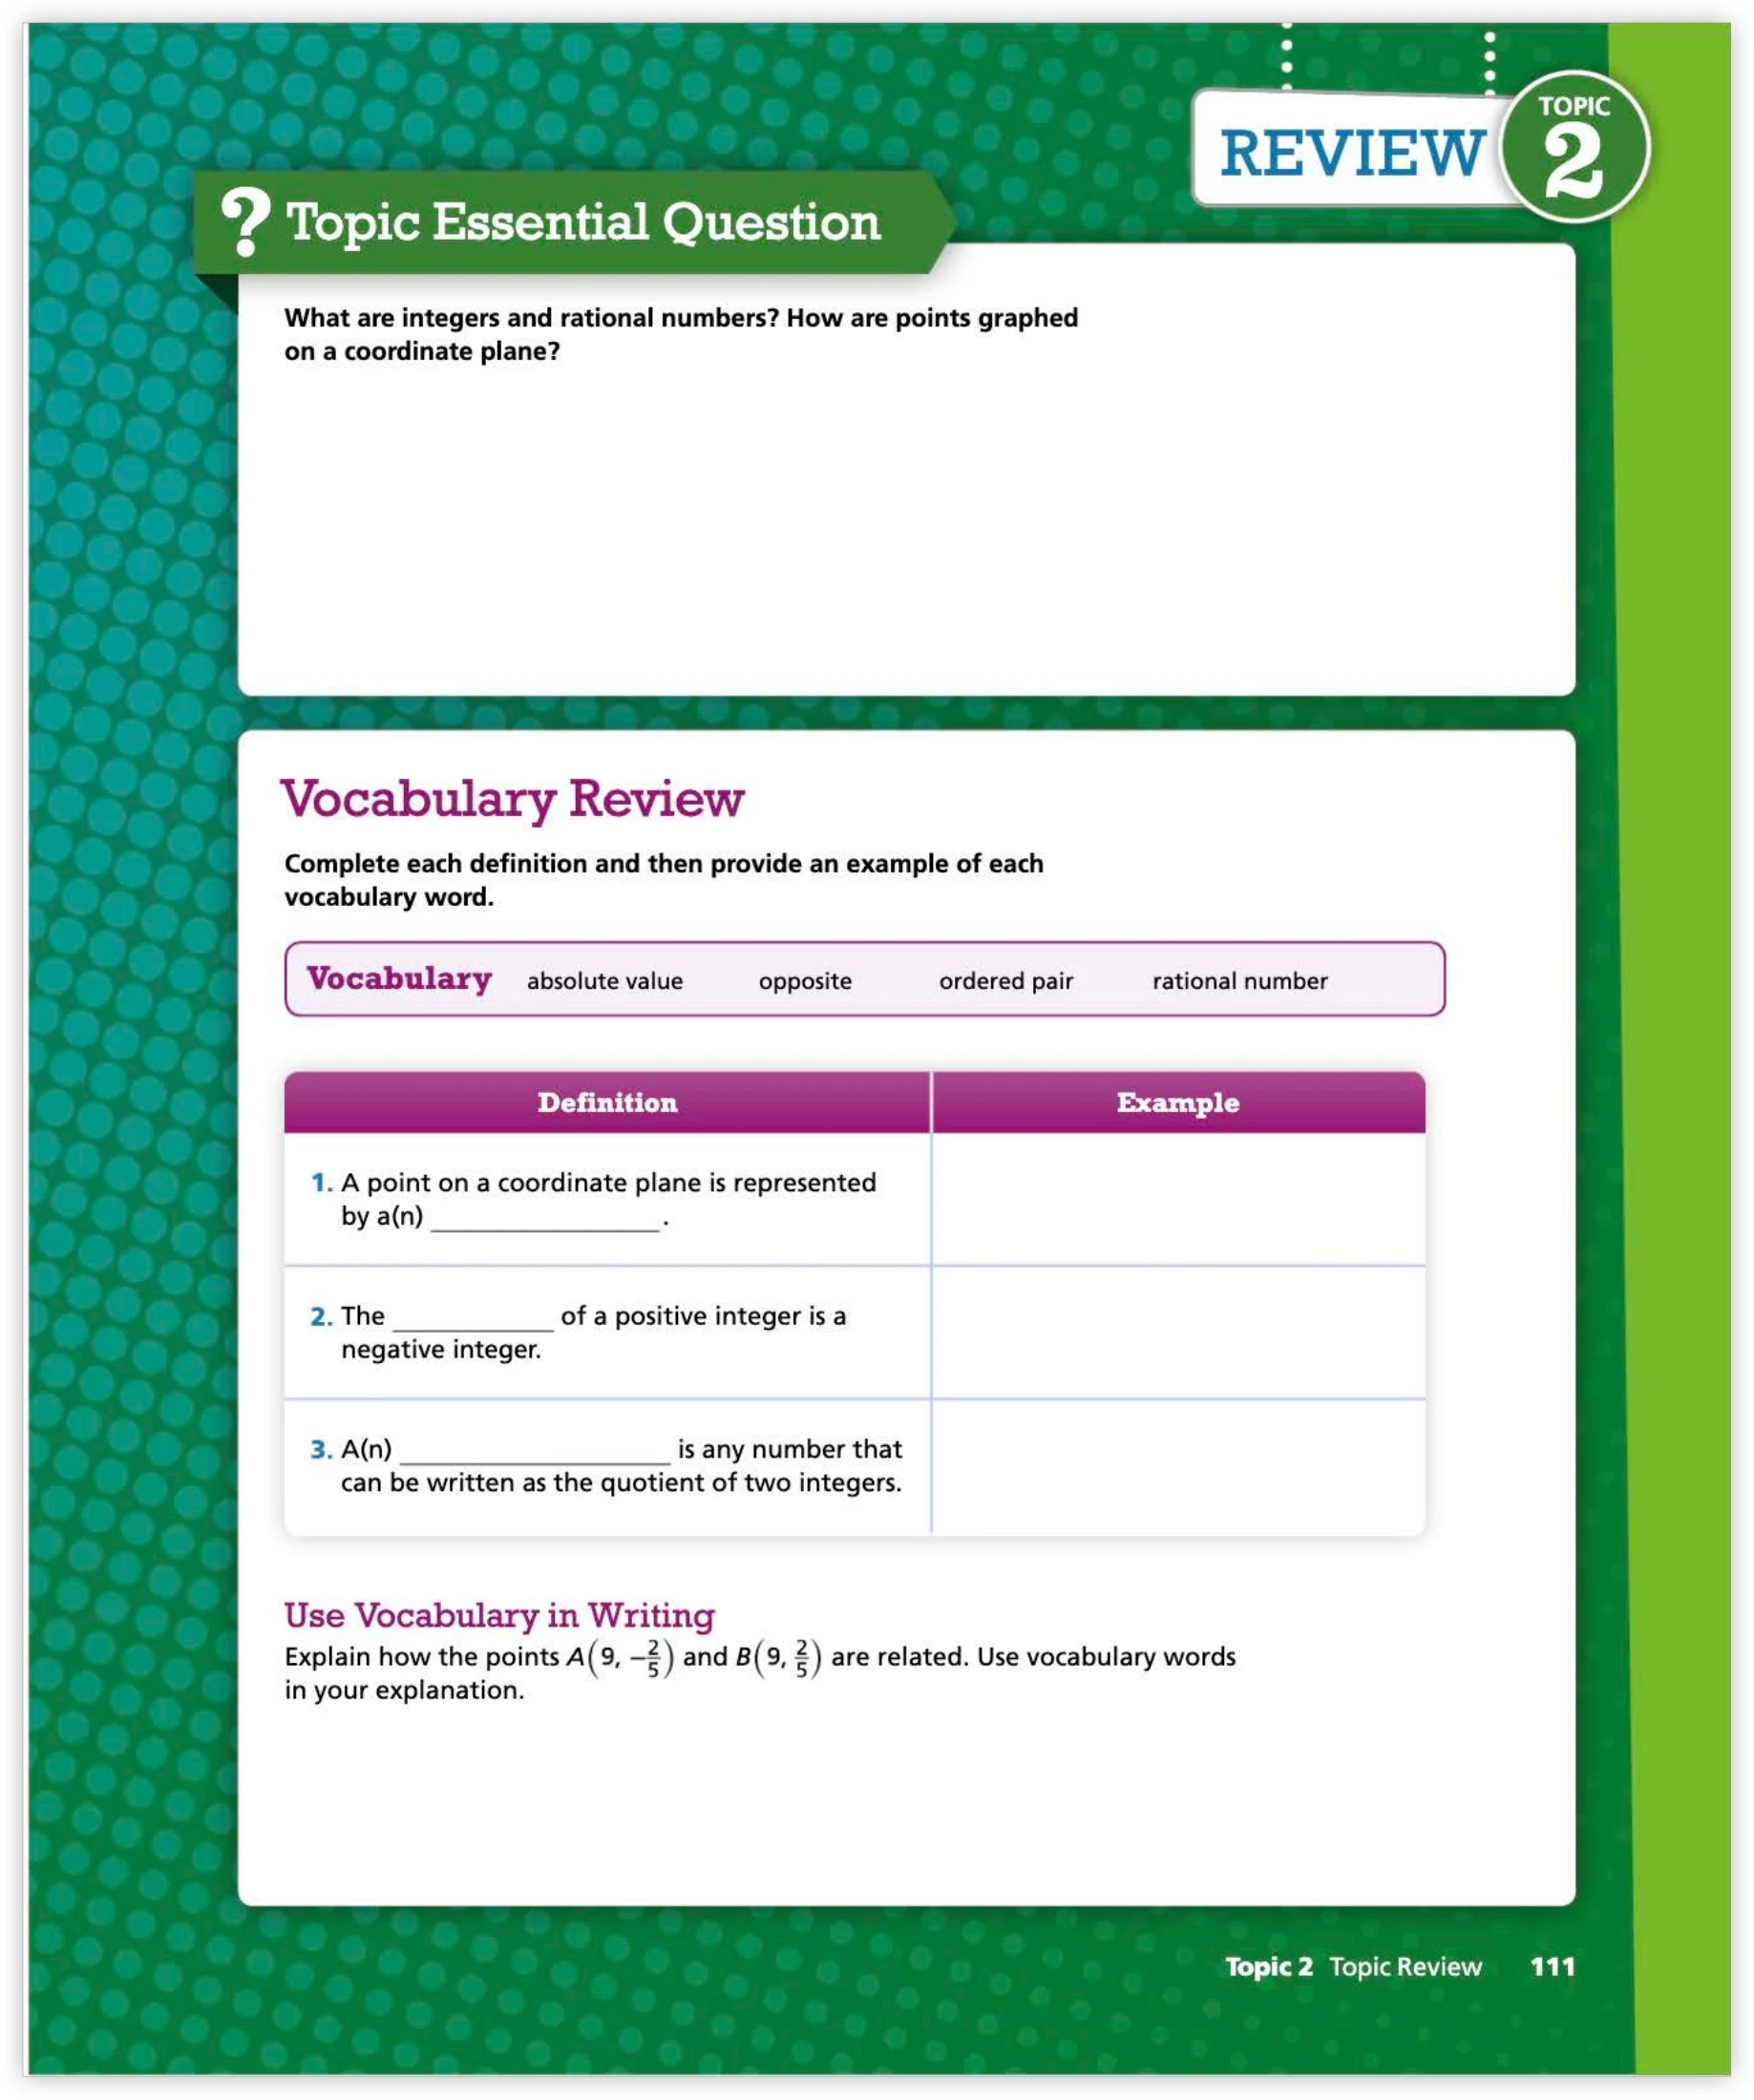 REVIEW
TOPIC
2
? Topic Essential Question
What are integers and rational numbers? How are points graphed
on a coordinate plane?
Vocabulary Review
Complete each definition and then provide an example of each
vocabulary word.
Vocabulary absolute value opposite ordered pair rational number
Definition Example
1. A point on a coordinate plane is represented
by a(n) ________________.
2. The ____________ of a positive integer is a
negative integer.
3. A(n) ____________________ is any number that
can be written as the quotient of two integers.
Use Vocabulary in Writing
Explain how the points A(9, −2/5) and B(9, 2/5) are related. Use vocabulary words
in your explanation.
Topic 2 Topic Review 111